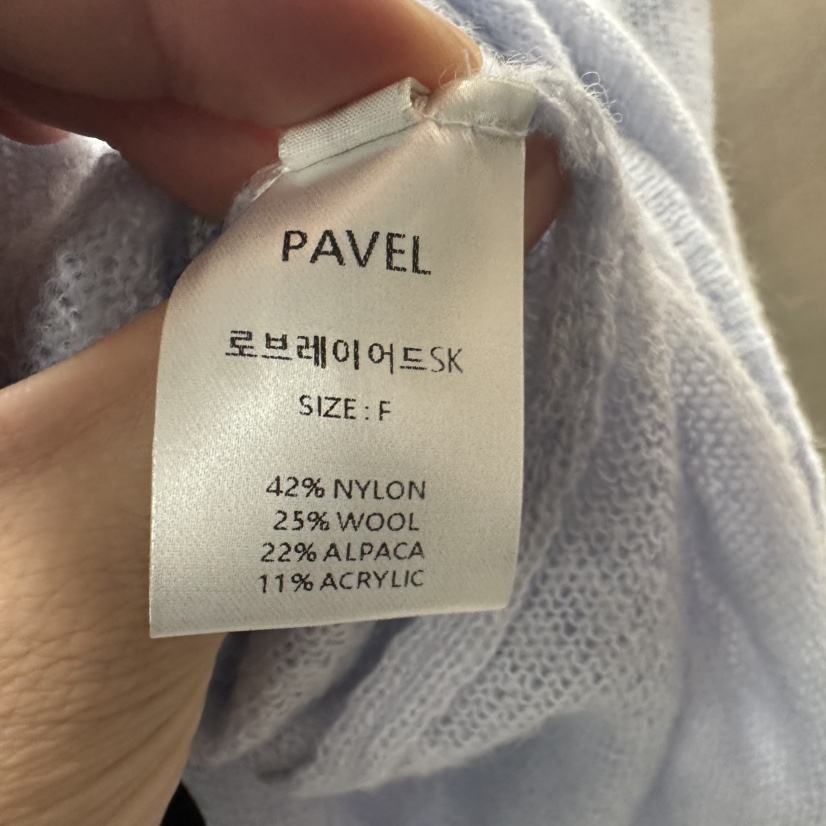 PAVEL
로브레이어드SK
SIZE : F
42% NYLON
25% WOOL
22% ALPACA
11% ACRYLIC